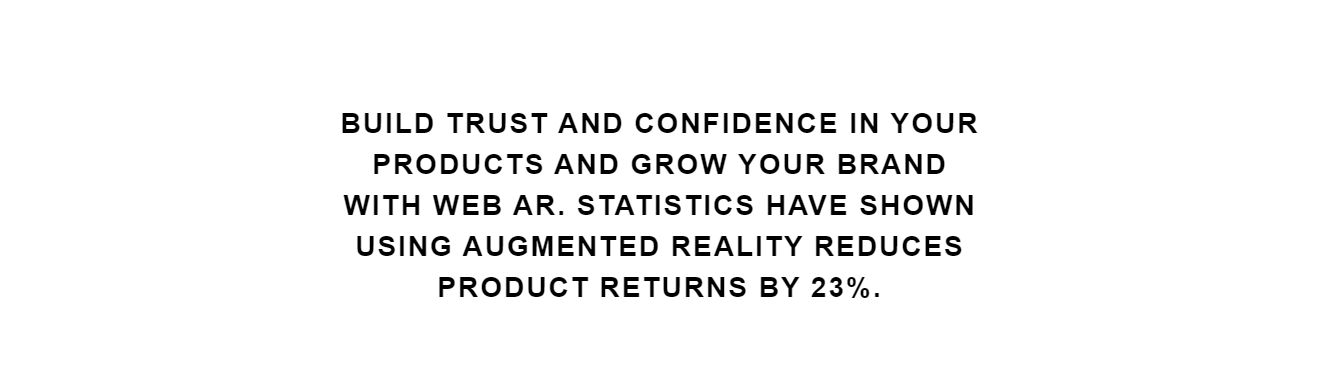 BUILD TRUST AND CONFIDENCE IN YOUR
PRODUCTS AND GROW YOUR BRAND
WITH WEB AR. STATISTICS HAVE SHOWN
USING AUGMENTED REALITY REDUCES
PRODUCT RETURNS BY 23%.